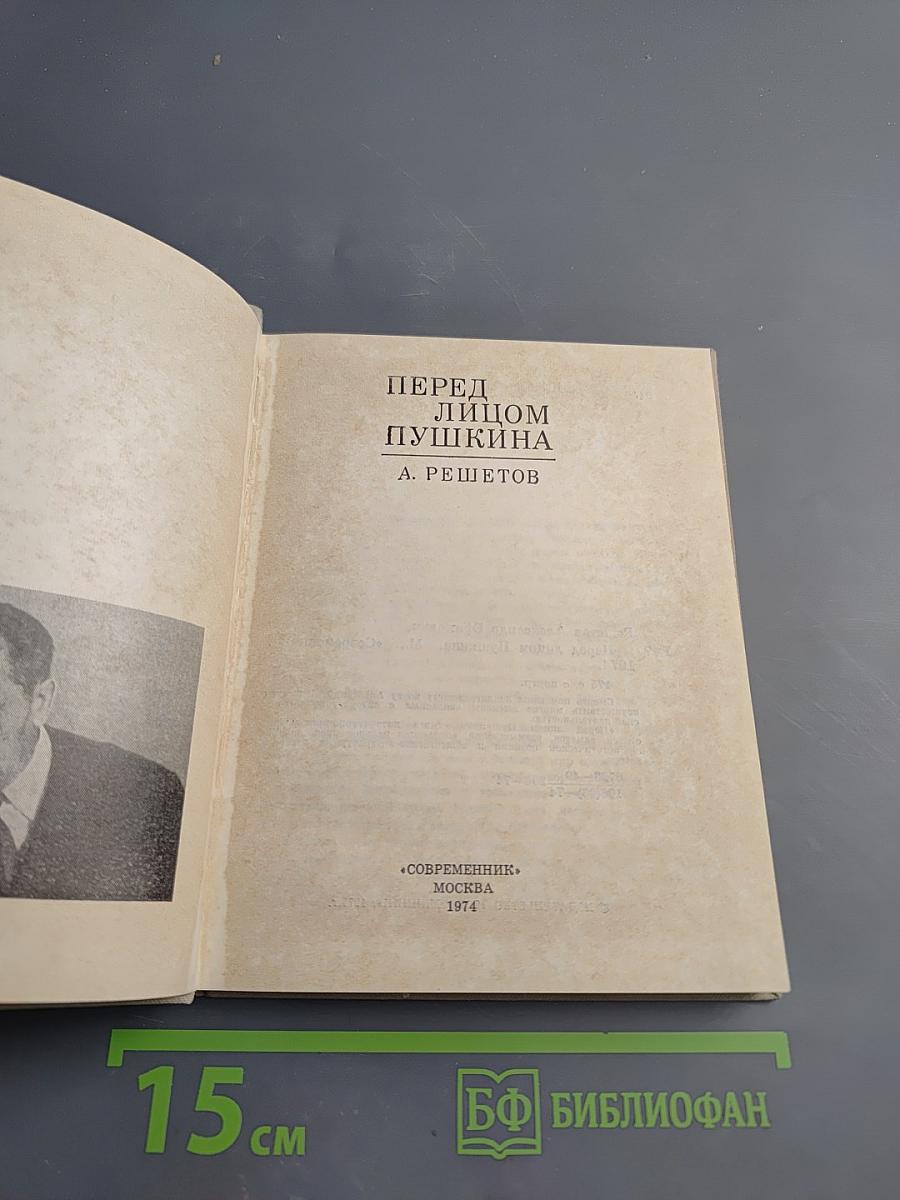 ПЕРЕД
ЛИЦОМ
ПУШКИНА
А. РЕШЕТОВ
«СОВРЕМЕННИК»
МОСКВА
1974
15 см
БФ БИБЛИОФАН